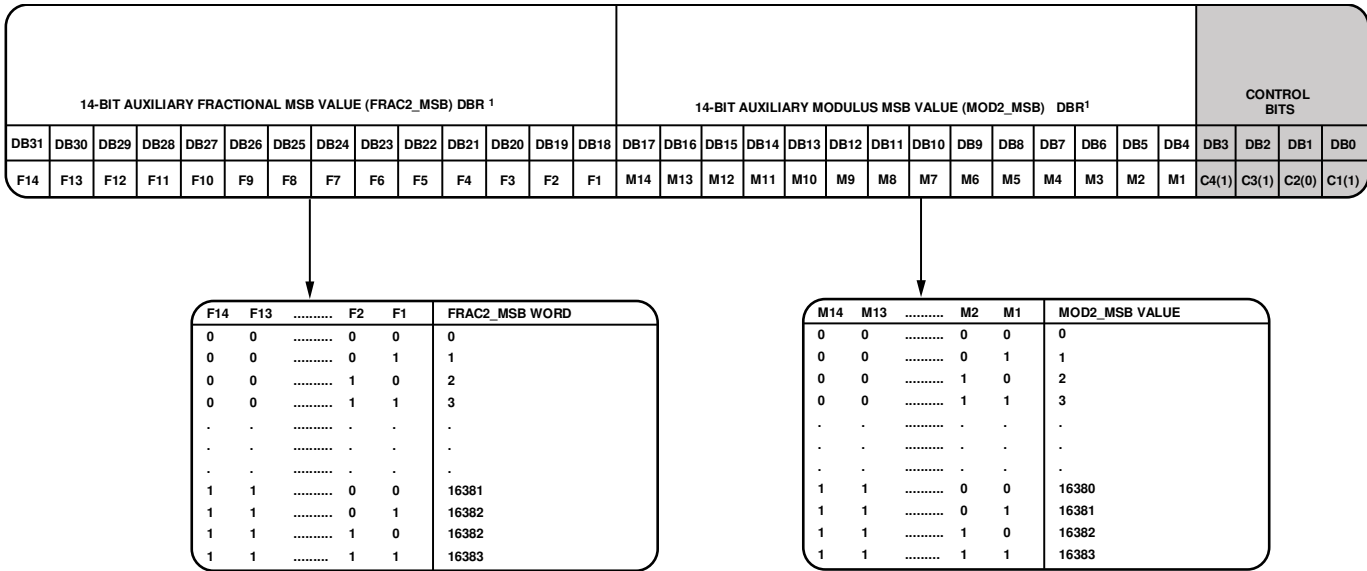 14-BIT AUXILIARY FRACTIONAL MSB VALUE (FRAC2_MSB) DBR 1
14-BIT AUXILIARY MODULUS MSB VALUE (MOD2_MSB) DBR1
CONTROL
BITS
DB31 DB30 DB29 DB28 DB27 DB26 DB25 DB24 DB23 DB22 DB21 DB20 DB19 DB18 DB17 DB16 DB15 DB14 DB13 DB12 DB11 DB10 DB9 DB8 DB7 DB6 DB5 DB4 DB3 DB2 DB1 DB0
F14 F13 F12 F11 F10 F9 F8 F7 F6 F5 F4 F3 F2 F1 M14 M13 M12 M11 M10 M9 M8 M7 M6 M5 M4 M3 M2 M1 C4(1) C3(1) C2(0) C1(1)
F14 F13 .......... F2 F1 FRAC2_MSB WORD
0 0 .......... 0 0 0
0 0 .......... 0 1 1
0 0 .......... 1 0 2
0 0 .......... 1 1 3
. . .......... . . .
. . .......... . . .
. . .......... . . .
1 1 .......... 0 0 16381
1 1 .......... 0 1 16382
1 1 .......... 1 0 16382
1 1 .......... 1 1 16383
M14 M13 .......... M2 M1 MOD2_MSB VALUE
0 0 .......... 0 0 0
0 0 .......... 0 1 1
0 0 .......... 1 0 2
0 0 .......... 1 1 3
. . .......... . . .
. . .......... . . .
. . .......... . . .
1 1 .......... 0 0 16380
1 1 .......... 0 1 16381
1 1 .......... 1 0 16382
1 1 ......... 1 1 16383